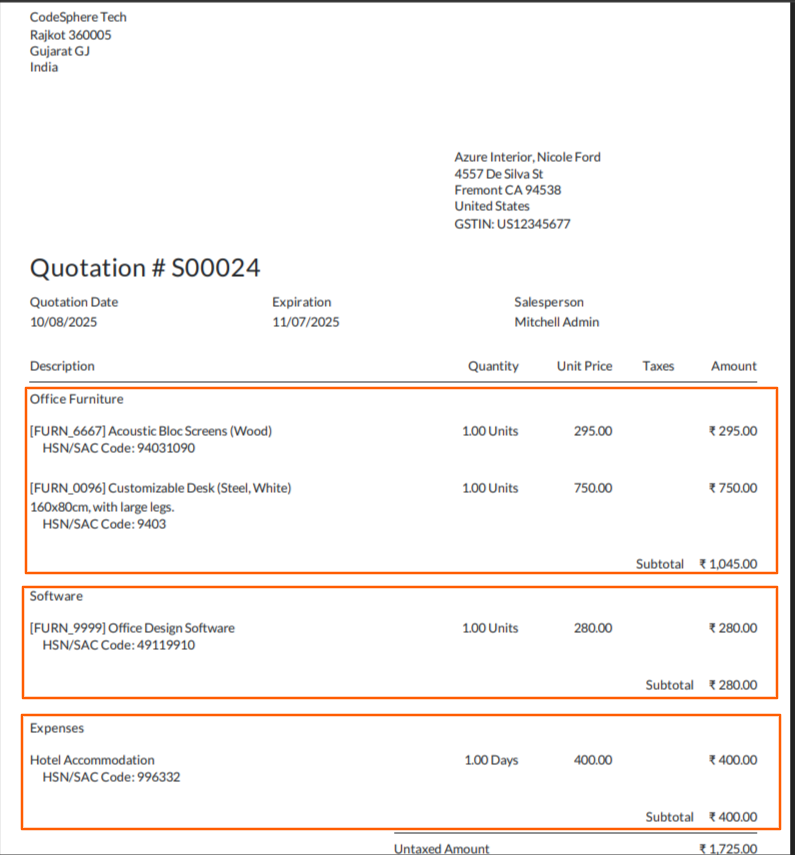 CodeSphere Tech
Rajkot 360005
Gujarat GJ
India
Azure Interior, Nicole Ford
4557 De Silva St
Fremont CA 94538
United States
GSTIN: US12345677
Quotation # S00024
Quotation Date Expiration Salesperson
10/08/2025 11/07/2025 Mitchell Admin
Description Quantity Unit Price Taxes Amount
Office Furniture
[FURN_6667] Acoustic Bloc Screens (Wood) 1.00 Units 295.00 ₹ 295.00
HSN/SAC Code: 94031090
[FURN_0096] Customizable Desk (Steel, White) 1.00 Units 750.00 ₹ 750.00
160x80cm, with large legs.
HSN/SAC Code: 9403
Subtotal ₹ 1,045.00
Software
[FURN_9999] Office Design Software 1.00 Units 280.00 ₹ 280.00
HSN/SAC Code: 49119910
Subtotal ₹ 280.00
Expenses
Hotel Accommodation 1.00 Days 400.00 ₹ 400.00
HSN/SAC Code: 996332
Subtotal ₹ 400.00
Untaxed Amount ₹ 1,725.00